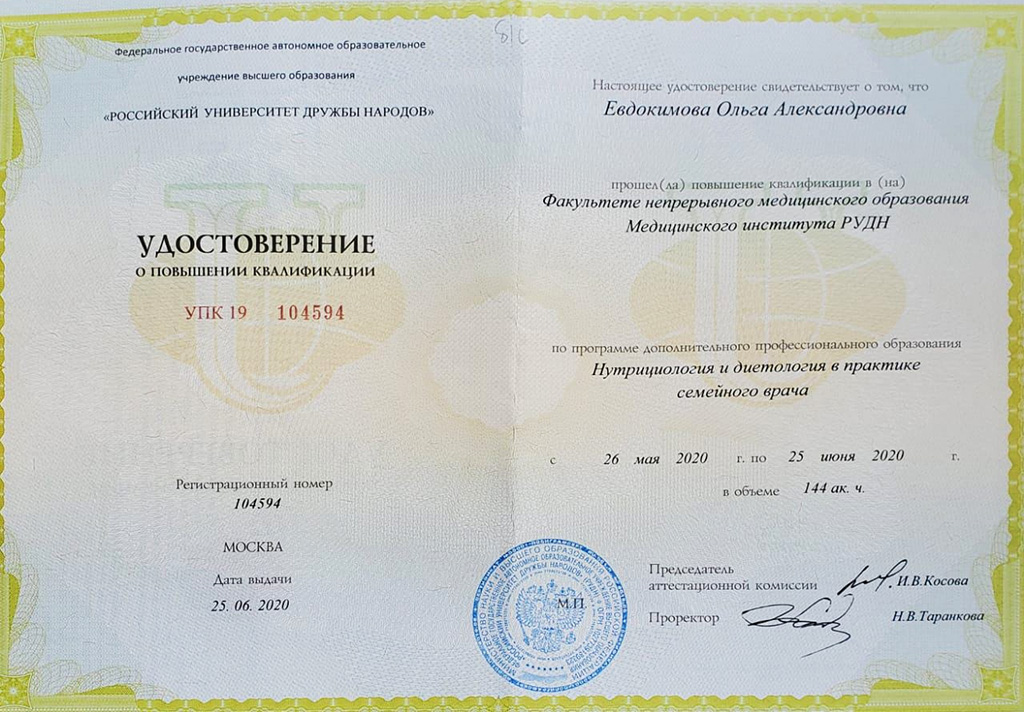 Федеральное государственное автономное образовательное
учреждение высшего образования
«РОССИЙСКИЙ УНИВЕРСИТЕТ ДРУЖБЫ НАРОДОВ»
УДОСТОВЕРЕНИЕ
О ПОВЫШЕНИИ КВАЛИФИКАЦИИ
УПК 19 104594
Регистрационный номер
104594
МОСКВА
Дата выдачи
25. 06. 2020
Настоящее удостоверение свидетельствует о том, что
Евдокимова Ольга Александровна
прошел(ла) повышение квалификации в (на)
Факультете непрерывного медицинского образования
Медицинского института РУДН
по программе дополнительного профессионального образования
Нутрициология и диетология в практике
семейного врача
с 26 мая 2020 г. по 25 июня 2020 г.
в объеме 144 ак. ч.
М.П.
Председатель
аттестационной комиссии И.В.Косова
Проректор Н.В.Таранкова